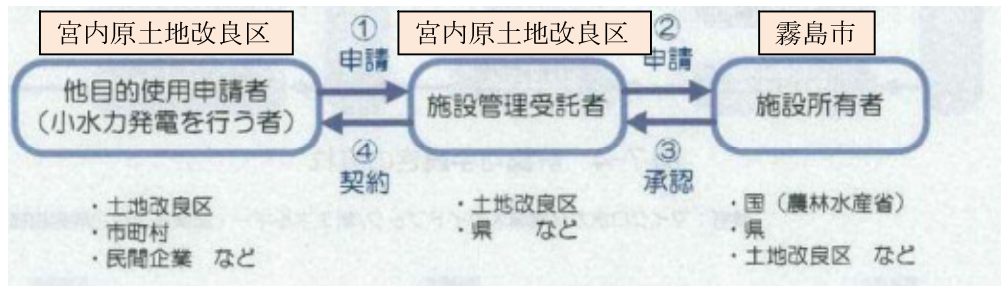 宮内原土地改良区
他目的使用申請者
(小水力発電を行う者)
・土地改良区
・市町村
・民間企業 など
①
申請
④
契約
宮内原土地改良区
施設管理受託者
・土地改良区
・県 など
②
申請
③
承認
霧島市
施設所有者
・国(農林水産省)
・県
・土地改良区 など